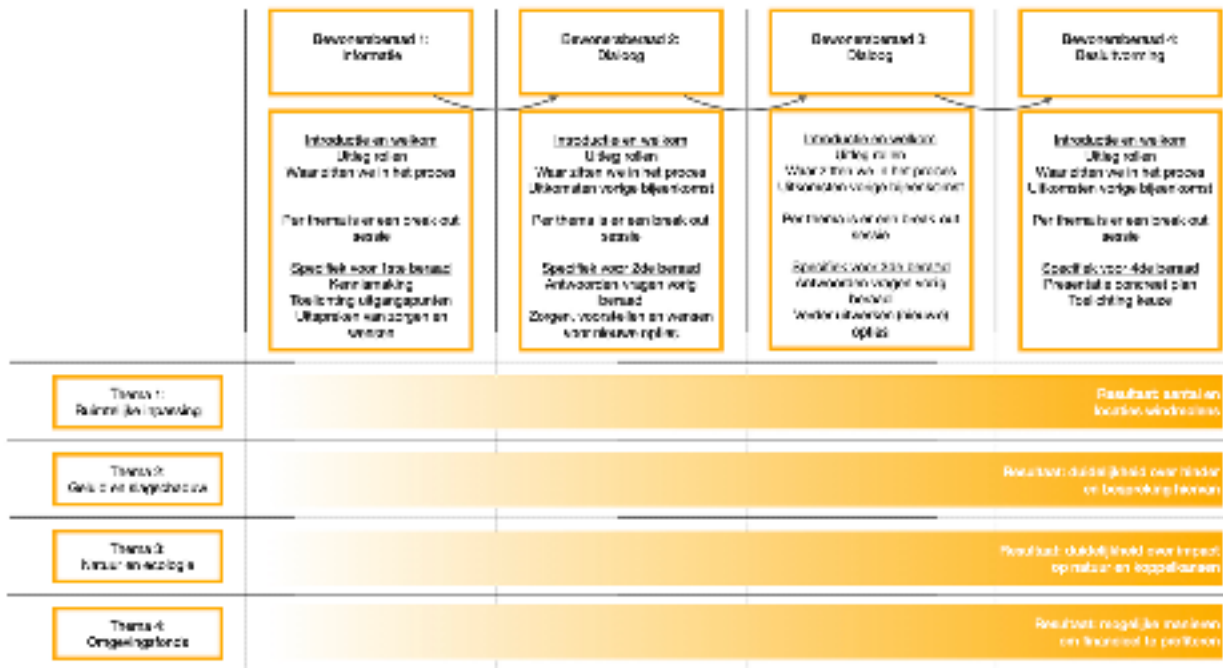 Bewonersberaad 1:
Informatie
Bewonersberaad 2:
Dialoog
Bewonersberaad 3:
Dialoog
Bewonersberaad 4:
Besluitvorming
Introductie en welkom
Uitleg rollen
Waar zitten we in het proces
Per thema is er een break out
sessie
Specifiek voor 1ste beraad
Kennismaking
Toelichting uitgangspunten
Uitspreken van zorgen en
wensen
Introductie en welkom
Uitleg rollen
Waar zitten we in het proces
Uitkomsten vorige bijeenkomst
Per thema is er een break out
sessie
Specifiek voor 2de beraad
Antwoorden vragen vorig
beraad
Zorgen, voorstellen en wensen
voor nieuwe opties
Introductie en welkom
Uitleg rollen
Waar zitten we in het proces
Uitkomsten vorige bijeenkomst
Per thema is er een break out
sessie
Specifiek voor 3de beraad
Antwoorden vragen vorig
beraad
Verder uitwerken (nieuwe)
opties
Introductie en welkom
Uitleg rollen
Waar zitten we in het proces
Uitkomsten vorige bijeenkomst
Per thema is er een break out
sessie
Specifiek voor 4de beraad
Presentatie concreet plan
Toelichting keuze
Thema 1:
Ruimtelijke inpassing
Resultaat: aantal en
locaties windmolens
Thema 2:
Geluid en slagschaduw
Resultaat: duidelijkheid over hinder
en beperking hiervan
Thema 3:
Natuur en ecologie
Resultaat: duidelijkheid over impact
op natuur en koppelkansen
Thema 4:
Omgevingsfonds
Resultaat: mogelijke manieren
om financieel te profiteren